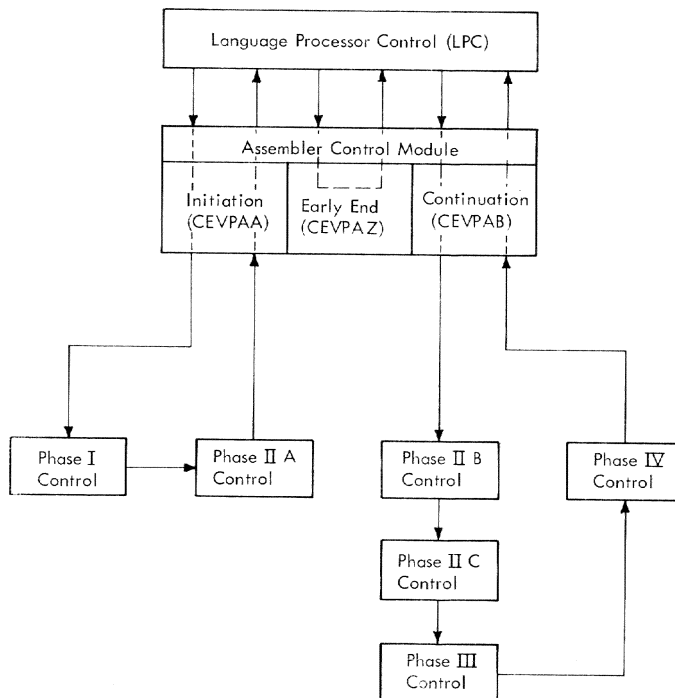 Language Processor Control (LPC)
Assembler Control Module
Initiation
(CEVPAA)
Early End
(CEVPAZ)
Continuation
(CEVPAB)
Phase I
Control
Phase II A
Control
Phase II B
Control
Phase IV
Control
Phase II C
Control
Phase III
Control